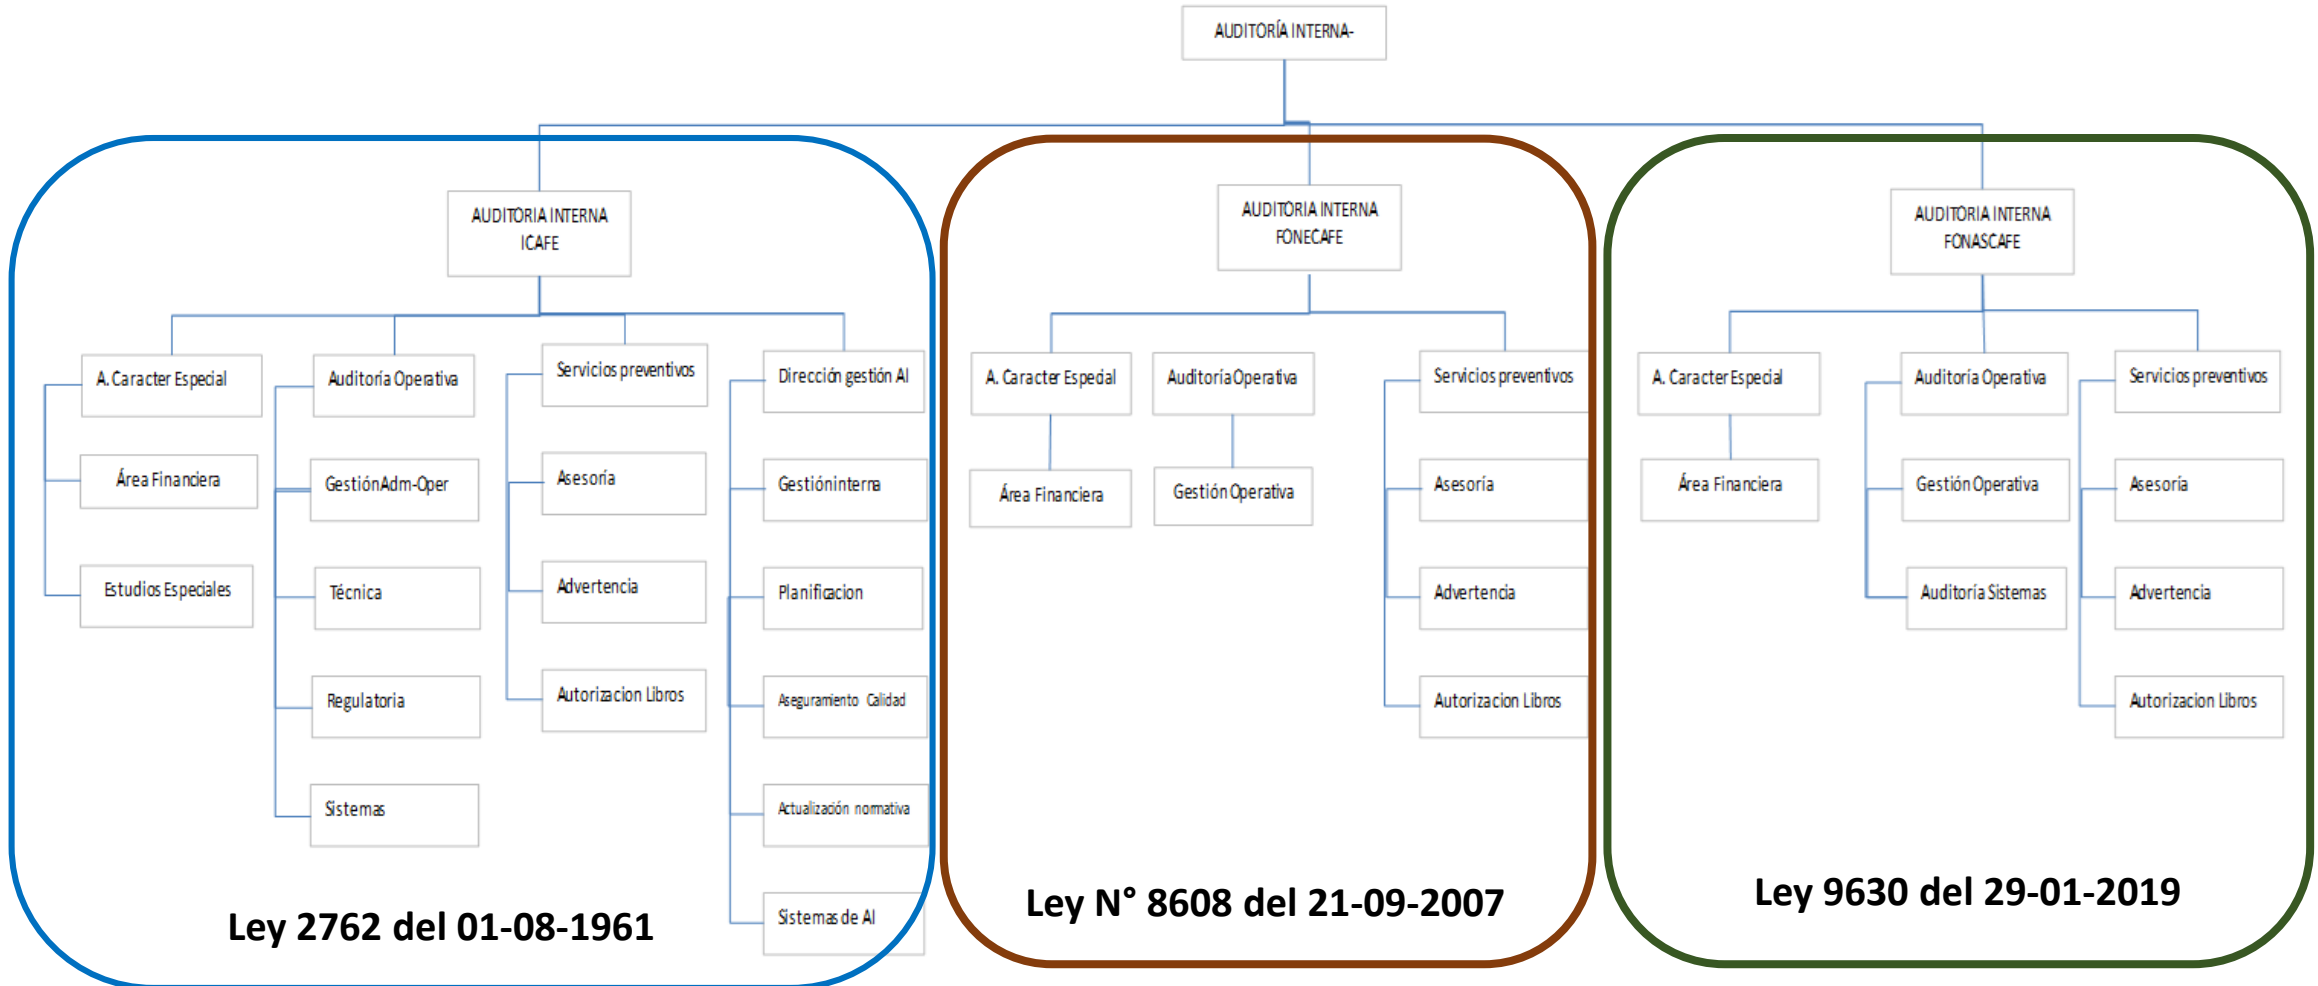 AUDITORÍA INTERNA-
AUDITORIA INTERNA
ICAFE
A. Caracter Especial
Área Financiera
Estudios Especiales
Auditoría Operativa
GestiónAdm-Oper
Técnica
Regulatoria
Sistemas
Servicios preventivos
Asesoría
Advertencia
Autorizacion Libros
Dirección gestión AI
Gestióninterna
Planificacion
Aseguramiento Calidad
Actualización normativa
Sistemas de AI
Ley 2762 del 01-08-1961
AUDITORIA INTERNA
FONECAFE
A. Caracter Especial
Área Financiera
Auditoría Operativa
Gestión Operativa
Servicios preventivos
Asesoría
Advertencia
Autorizacion Libros
Ley N° 8608 del 21-09-2007
AUDITORIA INTERNA
FONASCAFE
A. Caracter Especial
Área Financiera
Auditoría Operativa
Gestión Operativa
Auditoría Sistemas
Servicios preventivos
Asesoría
Advertencia
Autorizacion Libros
Ley 9630 del 29-01-2019